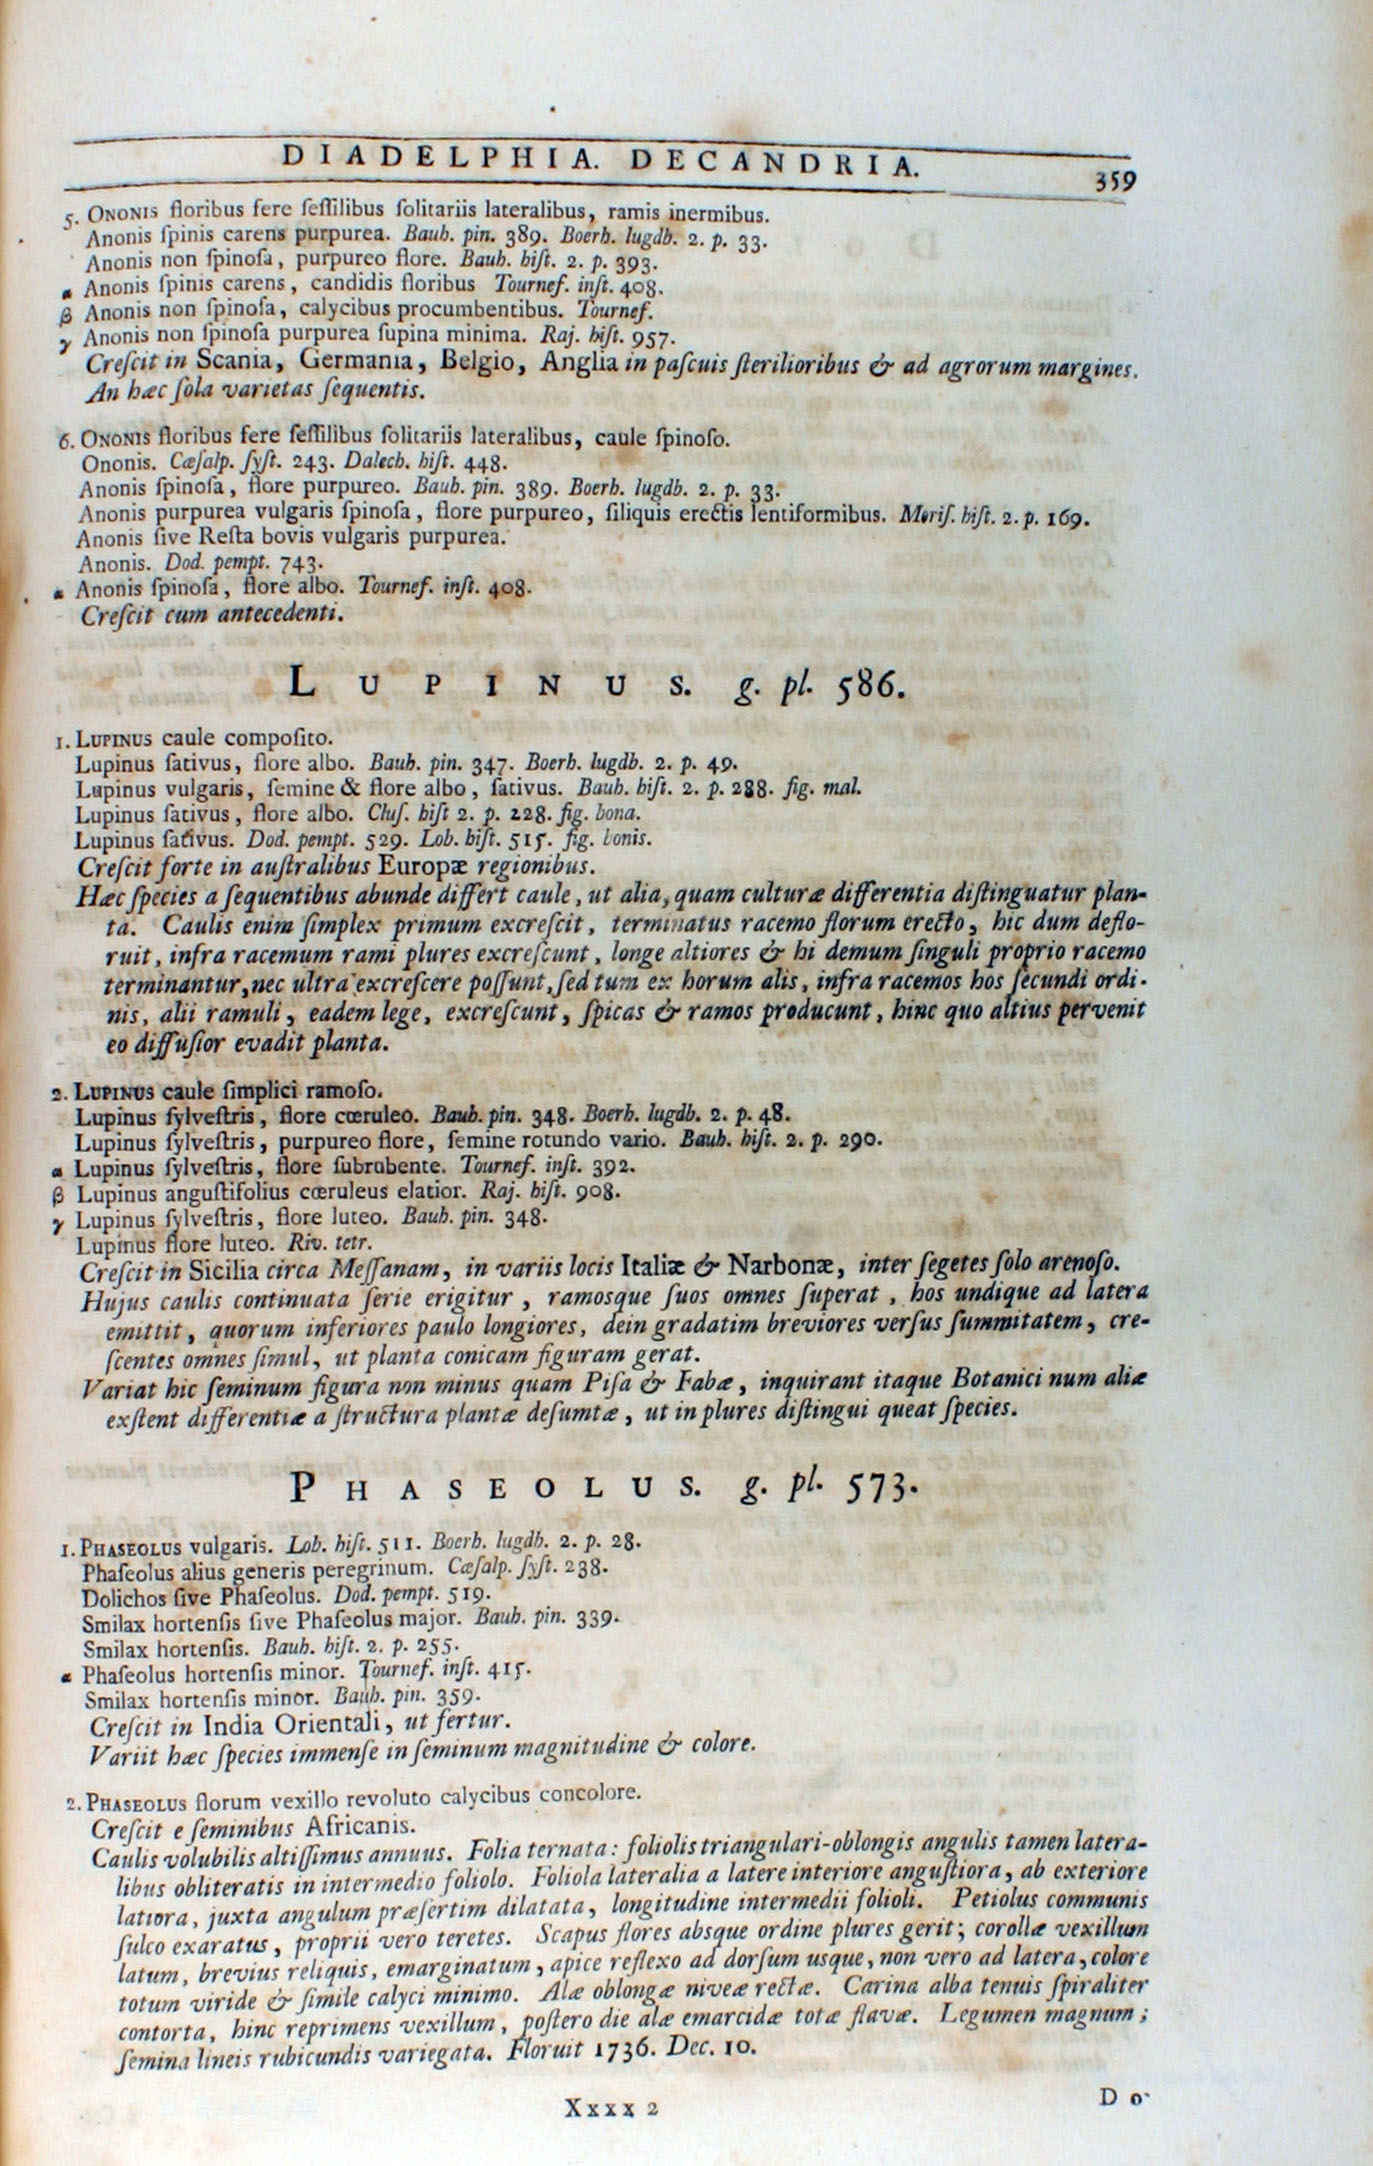 DIADELPHIA. DECANDRIA.
359
5. Ononis floribus fere ſeſſilibus ſolitariis lateralibus, ramis inermibus.
Anonis ſpinis carens purpurea. Bauh. pin. 389. Boerh. lugdb. 2. p. 33.
Anonis non ſpinoſa, purpureo flore. Bauh. hiſt. 2. p. 393.
α Anonis ſpinis carens, candidis floribus Tournef. inſt. 408.
β Anonis non ſpinoſa, calycibus procumbentibus. Tournef.
γ Anonis non ſpinoſa purpurea ſupina minima. Raj. hiſt. 957.
Creſcit in Scania, Germania, Belgio, Anglia in paſcuis ſterilioribus & ad agrorum margines.
An hæc ſola varietas ſequentis.
6. Ononis floribus fere ſeſſilibus ſolitariis lateralibus, caule ſpinoſo.
Ononis. Cæſalp. ſyſt. 243. Dalech. hiſt. 448.
Anonis ſpinoſa, flore purpureo. Bauh. pin. 389. Boerh. lugdb. 2. p. 33.
Anonis purpurea vulgaris ſpinoſa, flore purpureo, ſiliquis erectis lentiformibus. Moriſ. hiſt. 2. p. 169.
Anonis ſive Reſta bovis vulgaris purpurea.
Anonis. Dod. pempt. 743.
α Anonis ſpinoſa, flore albo. Tournef. inſt. 408.
Creſcit cum antecedenti.
LUPINUS. g. pl. 586.
1. Lupinus caule compoſito.
Lupinus ſativus, flore albo. Bauh. pin. 347. Boerh. lugdb. 2. p. 49.
Lupinus vulgaris, ſemine & flore albo, ſativus. Bauh. hiſt. 2. p. 288. fig. mal.
Lupinus ſativus, flore albo. Cluſ. hiſt 2. p. 228. fig. bona.
Lupinus ſativus. Dod. pempt. 529. Lob. hiſt. 515. fig. bonis.
Creſcit forte in auſtralibus Europæ regionibus.
Hæc ſpecies a ſequentibus abunde differt caule, ut alia, quam culturæ differentia diſtinguatur plan-
ta. Caulis enim ſimplex primum excreſcit, terminatus racemo florum erecto, hic dum deflo-
ruit, infra racemum rami plures excreſcunt, longe altiores & hi demum ſinguli proprio racemo
terminantur, nec ultra excreſcere poſſunt, ſed tum ex horum alis, infra racemos hos ſecundi ordi-
nis, alii ramuli, eadem lege, excreſcunt, ſpicas & ramos producunt, hinc quo altius pervenit
eo diffuſior evadit planta.
2. Lupinus caule ſimplici ramoſo.
Lupinus ſylveſtris, flore cœruleo. Bauh. pin. 348. Boerh. lugdb. 2. p. 48.
Lupinus ſylveſtris, purpureo flore, ſemine rotundo vario. Bauh. hiſt. 2. p. 290.
α Lupinus ſylveſtris, flore ſubrubente. Tournef. inſt. 392.
β Lupinus anguſtifolius cœruleus elatior. Raj. hiſt. 908.
γ Lupinus ſylveſtris, flore luteo. Bauh. pin. 348.
Lupinus flore luteo. Riv. tetr.
Creſcit in Sicilia circa Meſſanam, in variis locis Italiæ & Narbonæ, inter ſegetes ſolo arenoſo.
Hujus caulis continuata ſerie erigitur, ramosque ſuos omnes ſuperat, hos undique ad latera
emittit, quorum inferiores paulo longiores, dein gradatim breviores verſus ſummitatem, cre-
ſcentes omnes ſimul, ut planta conicam figuram gerat.
Variat hic ſeminum figura non minus quam Piſa & Fabæ, inquirant itaque Botanici num aliæ
exſtent differentiæ a ſtructura plantæ deſumtæ, ut in plures diſtingui queat ſpecies.
PHASEOLUS. g. pl. 573.
1. Phaseolus vulgaris. Lob. hiſt. 511. Boerh. lugdb. 2. p. 28.
Phaſeolus alius generis peregrinum. Cæſalp. ſyſt. 238.
Dolichos ſive Phaſeolus. Dod. pempt. 519.
Smilax hortenſis ſive Phaſeolus major. Bauh. pin. 339.
Smilax hortenſis. Bauh. hiſt. 2. p. 255.
α Phaſeolus hortenſis minor. Tournef. inſt. 415.
Smilax hortenſis minor. Bauh. pin. 359.
Creſcit in India Orientali, ut fertur.
Variit hæc ſpecies immenſe in ſeminum magnitudine & colore.
2. Phaseolus florum vexillo revoluto calycibus concolore.
Creſcit e ſeminibus Africanis.
Caulis volubilis altiſſimus annuus. Folia ternata: foliolis triangulari-oblongis angulis tamen latera-
libus obliteratis in intermedio foliolo. Foliola lateralia a latere interiore anguſtiora, ab exteriore
latiora, juxta angulum præſertim dilatata, longitudine intermedii folioli. Petiolus communis
ſulco exaratus, proprii vero teretes. Scapus flores absque ordine plures gerit; corollæ vexillum
latum, brevius reliquis, emarginatum, apice reflexo ad dorſum usque, non vero ad latera, colore
totum viride & ſimile calyci minimo. Alæ oblongæ niveæ rectæ. Carina alba tenuis ſpiraliter
contorta, hinc reprimens vexillum, poſtero die alæ emarcidæ totæ flavæ. Legumen magnum;
ſemina lineis rubicundis variegata. Floruit 1736. Dec. 10.
Xxxx 2
Do-